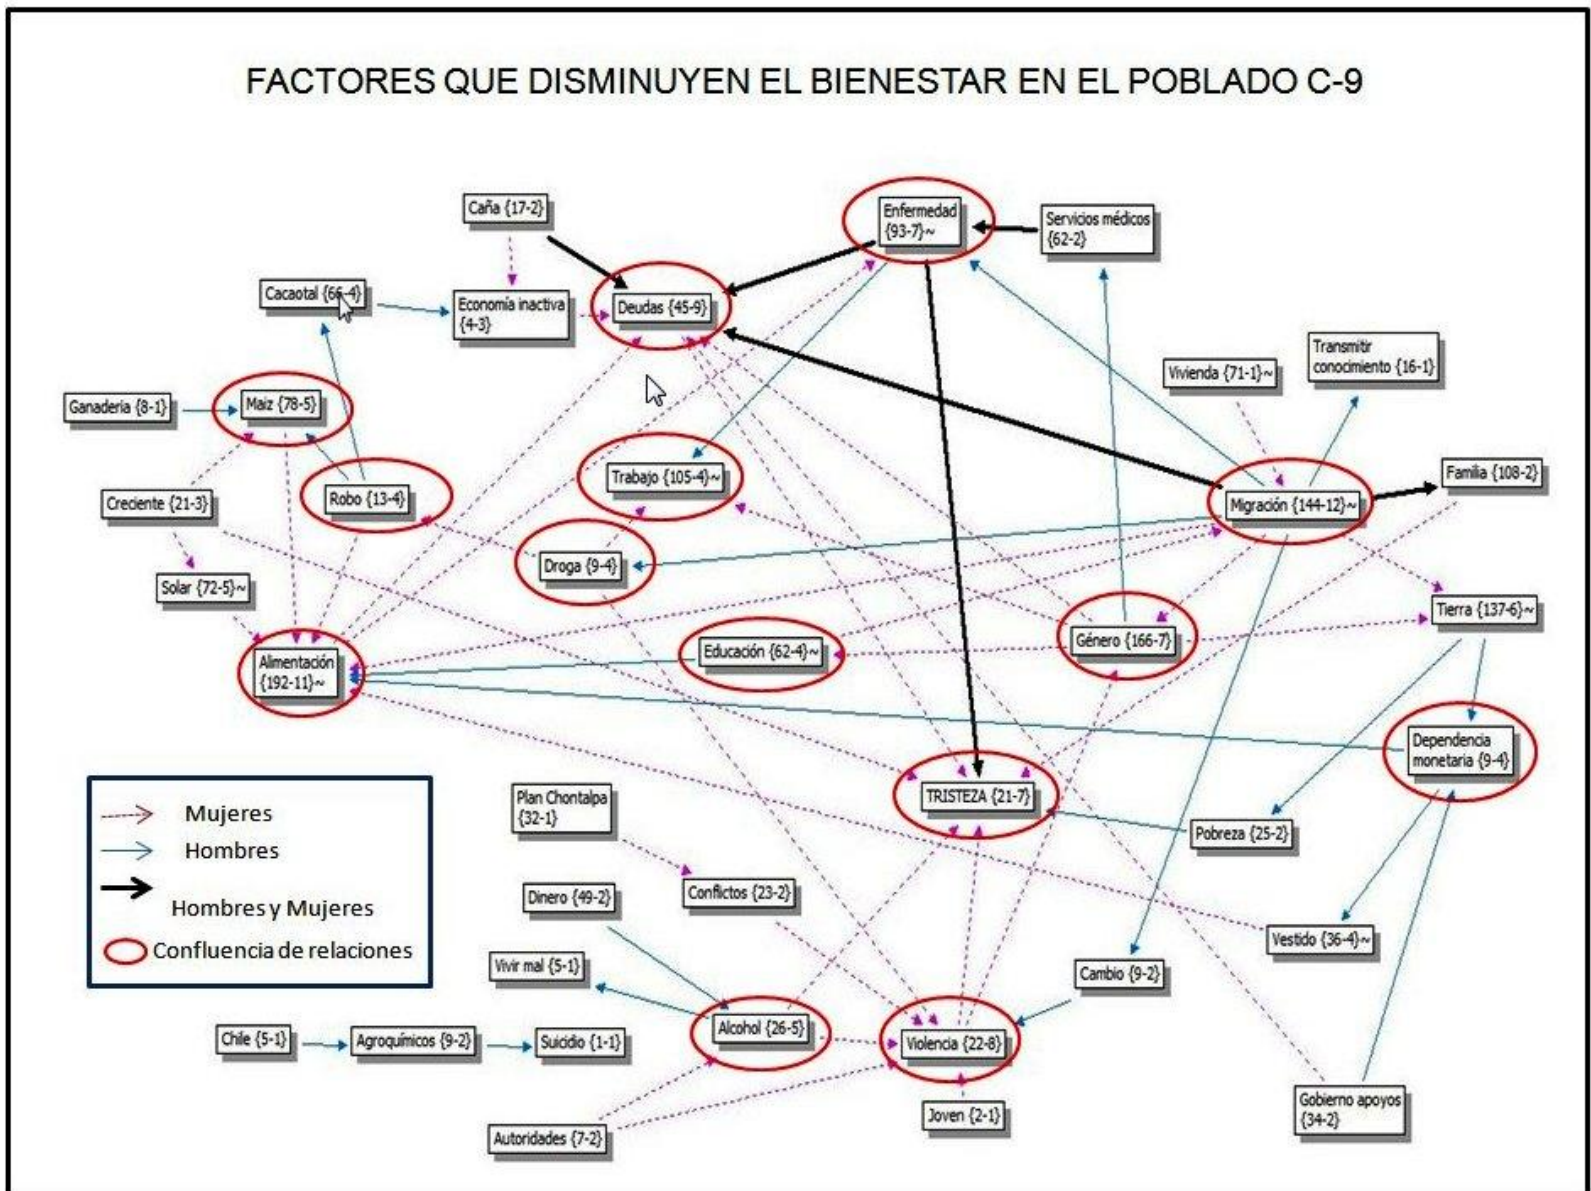 FACTORES QUE DISMINUYEN EL BIENESTAR EN EL POBLADO C-9
Caña {17-2}
Enfermedad
{93-7}~
Servicios médicos
{62-2}
Cacaotal {66-4}
Economía inactiva
{4-3}
Deudas {45-9}
Transmitir
conocimiento {16-1}
Vivienda {71-1}~
Ganaderia {8-1}
Maiz {78-5}
Trabajo {105-4}~
Familia {108-2}
Creciente {21-3}
Robo {13-4}
Migración {144-12}~
Droga {9-4}
Solar {72-5}~
Tierra {137-6}~
Alimentación
{192-11}~
Educación {62-4}~
Género {166-7}
Dependencia
monetaria {9-4}
TRISTEZA {21-7}
Plan Chontalpa
{32-1}
Pobreza {25-2}
Mujeres
Hombres
Hombres y Mujeres
Confluencia de relaciones
Dinero {49-2}
Conflictos {23-2}
Vestido {36-4}~
Vivir mal {5-1}
Cambio {9-2}
Chile {5-1}
Agroquímicos {9-2}
Suicidio {1-1}
Alcohol {26-5}
Violencia {22-8}
Joven {2-1}
Gobierno apoyos
{34-2}
Autoridades {7-2}